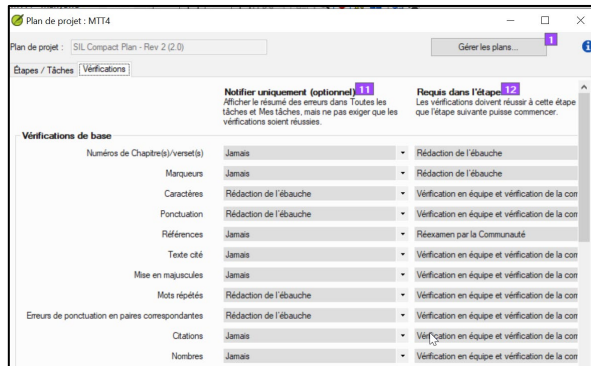 Plan de projet : MTT4
Plan de projet : SIL Compact Plan - Rev 2 (2.0)
Gérer les plans...
1
Étapes / Tâches Vérifications
Notifier uniquement (optionnel) 11
Afficher le résumé des erreurs dans Toutes les
tâches et Mes tâches, mais ne pas exiger que les
vérifications soient réussies.
Requis dans l'étape 12
Les vérifications doivent réussir à cette étape
que l'étape suivante puisse commencer.
Vérifications de base
Numéros de Chapitre(s)/verset(s) Jamais Rédaction de l'ébauche
Marqueurs Jamais Rédaction de l'ébauche
Caractères Rédaction de l'ébauche Vérification en équipe et vérification de la con
Ponctuation Rédaction de l'ébauche Vérification en équipe et vérification de la con
Références Jamais Réexamen par la Communauté
Texte cité Jamais Vérification en équipe et vérification de la con
Mise en majuscules Jamais Vérification en équipe et vérification de la con
Mots répétés Rédaction de l'ébauche Vérification en équipe et vérification de la con
Erreurs de ponctuation en paires correspondantes Rédaction de l'ébauche Vérification en équipe et vérification de la con
Citations Jamais Vérification en équipe et vérification de la con
Nombres Jamais Vérification en équipe et vérification de la con